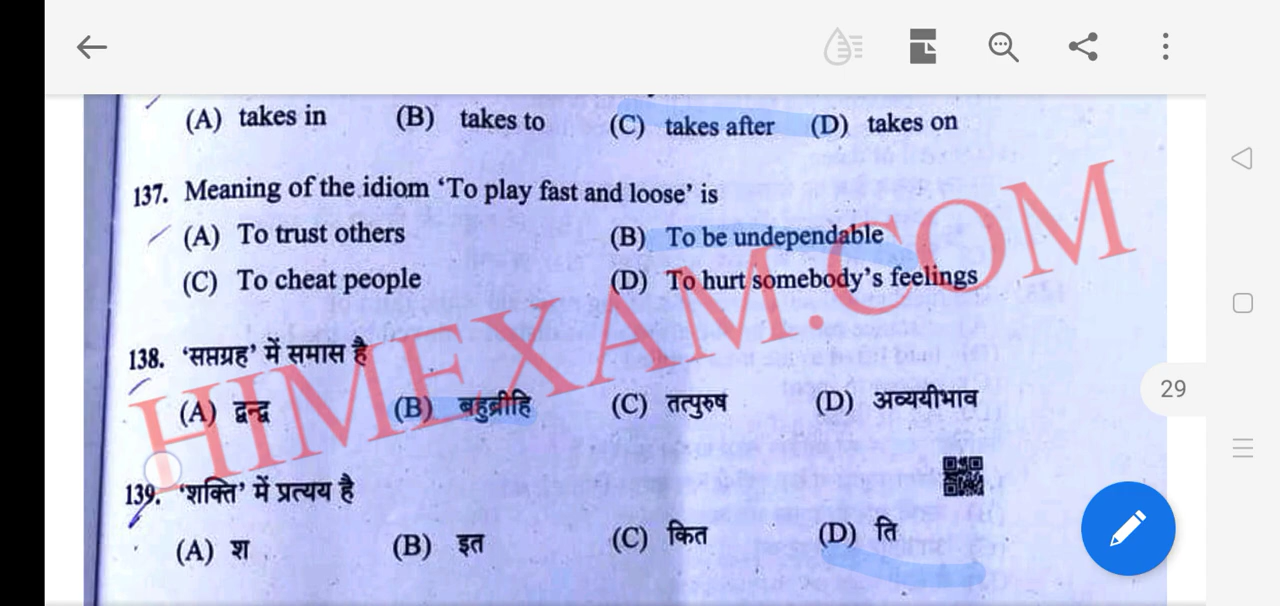 (A) takes in (B) takes to (C) takes after (D) takes on
137. Meaning of the idiom ‘To play fast and loose’ is
(A) To trust others (B) To be undependable
(C) To cheat people (D) To hurt somebody’s feelings
HIMEXAM.COM
138. ‘सप्तग्रह’ में समास है
(A) द्वन्द्व (B) बहुब्रीहि (C) तत्पुरुष (D) अव्ययीभाव
29
139. ‘शक्ति’ में प्रत्यय है
(A) श (B) इत (C) कित (D) ति